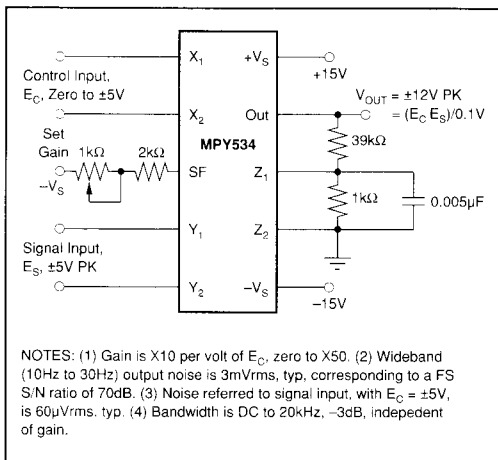 X1
+VS
+15V
Control Input,
EC, Zero to ±5V
VOUT = ±12V PK
= (EC ES)/0.1V
X2
Out
Set
Gain
1kΩ
2kΩ
MPY534
39kΩ
–VS
SF
Z1
1kΩ
0.005µF
Y1
Z2
Signal Input,
ES, ±5V PK
Y2
–VS
–15V
NOTES: (1) Gain is X10 per volt of EC, zero to X50. (2) Wideband
(10Hz to 30Hz) output noise is 3mVrms, typ, corresponding to a FS
S/N ratio of 70dB. (3) Noise referred to signal input, with EC = ±5V,
is 60µVrms. typ. (4) Bandwidth is DC to 20kHz, –3dB, indepedent
of gain.